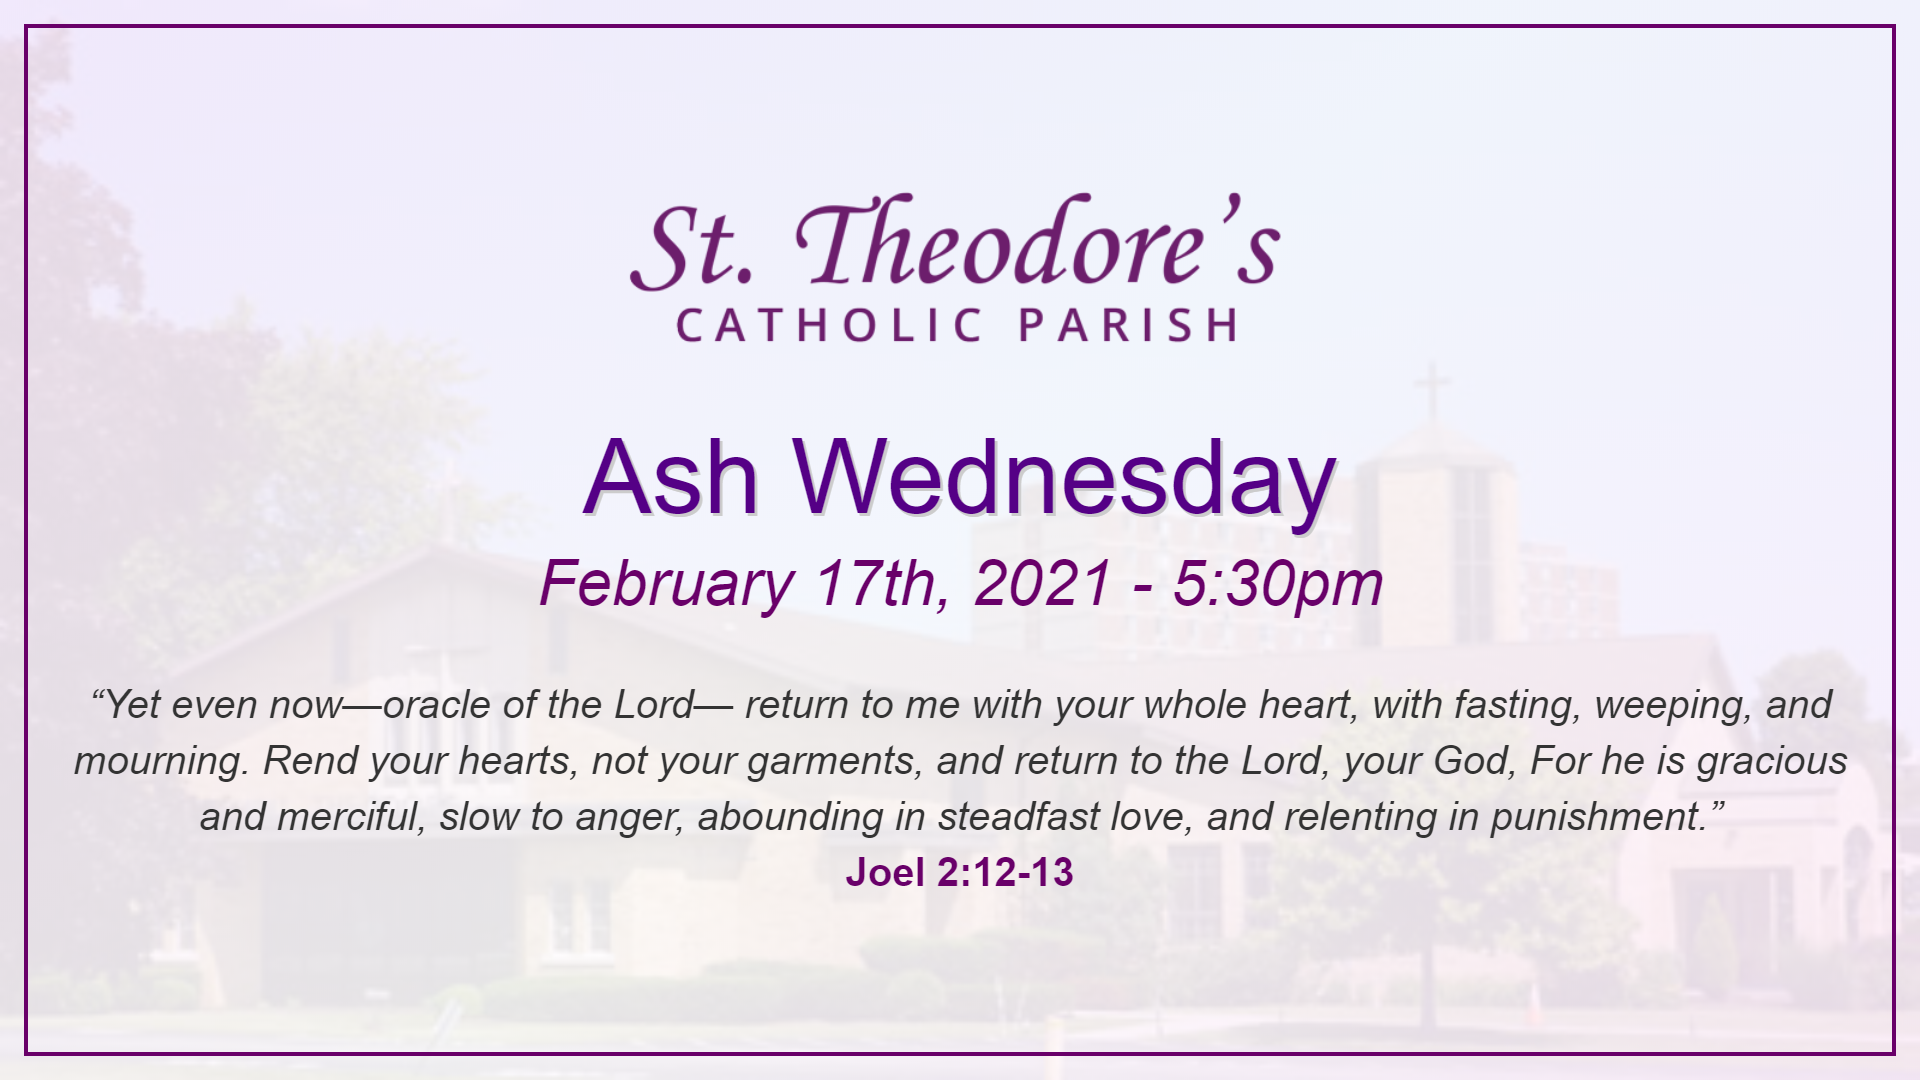 St. Theodore’s
CATHOLIC PARISH
Ash Wednesday
February 17th, 2021 - 5:30pm
“Yet even now—oracle of the Lord— return to me with your whole heart, with fasting, weeping, and
mourning. Rend your hearts, not your garments, and return to the Lord, your God, For he is gracious
and merciful, slow to anger, abounding in steadfast love, and relenting in punishment.”
Joel 2:12-13